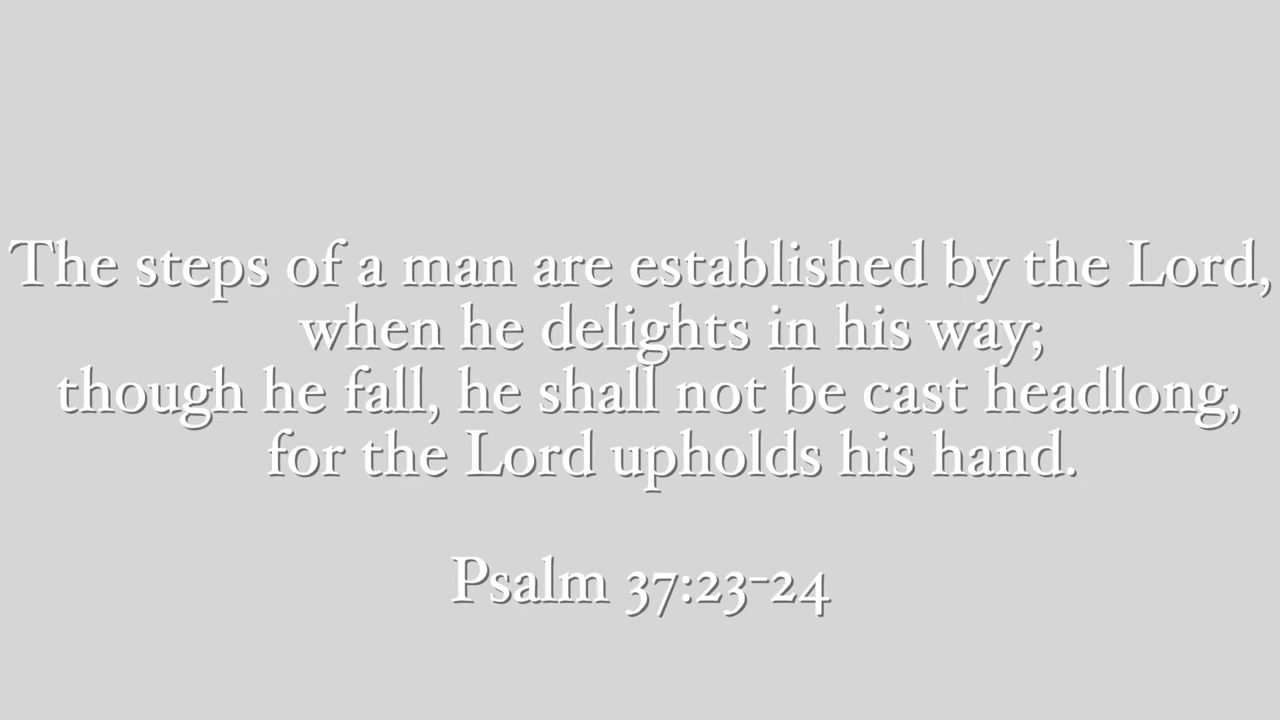 The steps of a man are established by the Lord,
when he delights in his way;
though he fall, he shall not be cast headlong,
for the Lord upholds his hand.
Psalm 37:23-24